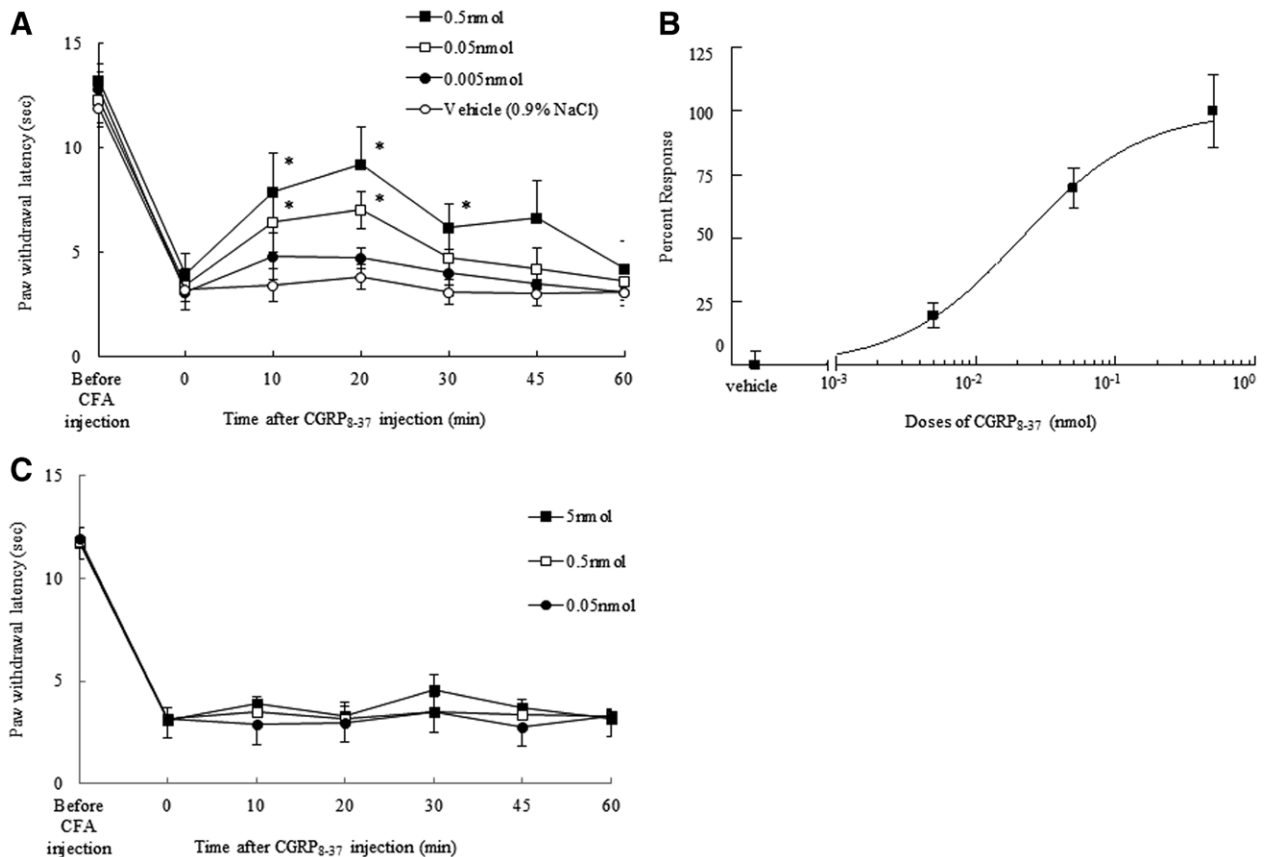 A
0.5nmol
0.05nmol
0.005nmol
Vehicle (0.9% NaCl)
Paw withdrawal latency (sec)
15
10
5
0
*
*
*
*
*
Before
CFA
injection
0
10
20
30
45
60
Time after CGRP8-37 injection (min)
B
Percent Response
125
100
75
50
25
0
vehicle
10-3
10-2
10-1
100
Doses of CGRP8-37 (nmol)
C
5nmol
0.5nmol
0.05nmol
Paw withdrawal latency (sec)
15
10
5
0
Before
CFA
injection
0
10
20
30
45
60
Time after CGRP8-37 injection (min)